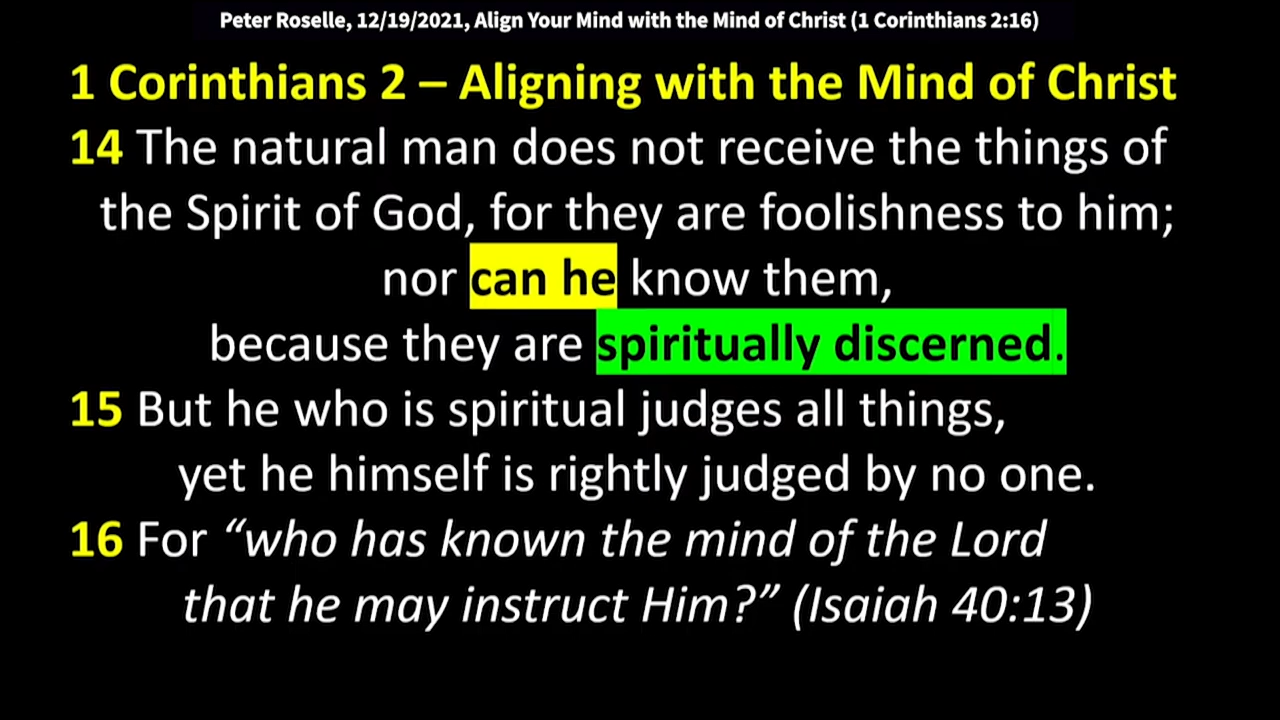 Peter Roselle, 12/19/2021, Align Your Mind with the Mind of Christ (1 Corinthians 2:16)
1 Corinthians 2 – Aligning with the Mind of Christ
14 The natural man does not receive the things of
the Spirit of God, for they are foolishness to him;
nor can he know them,
because they are spiritually discerned.
15 But he who is spiritual judges all things,
yet he himself is rightly judged by no one.
16 For “who has known the mind of the Lord
that he may instruct Him?” (Isaiah 40:13)